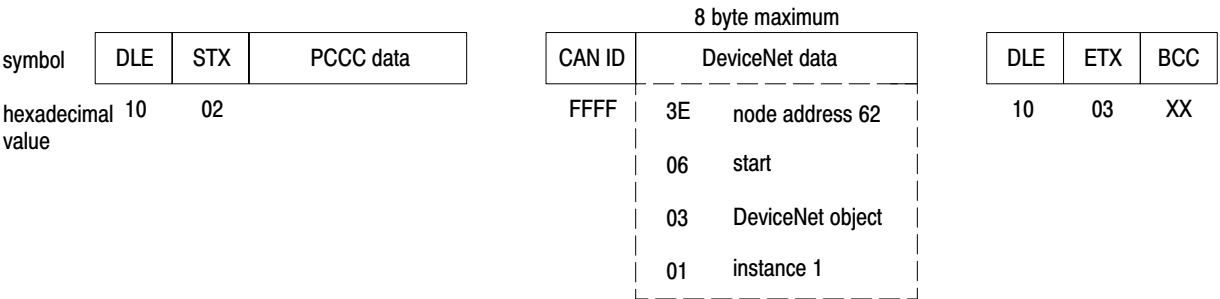 8 byte maximum
symbol DLE STX PCCC data CAN ID DeviceNet data DLE ETX BCC
hexadecimal 10 02 FFFF 3E node address 62 10 03 XX
value
06 start
03 DeviceNet object
01 instance 1